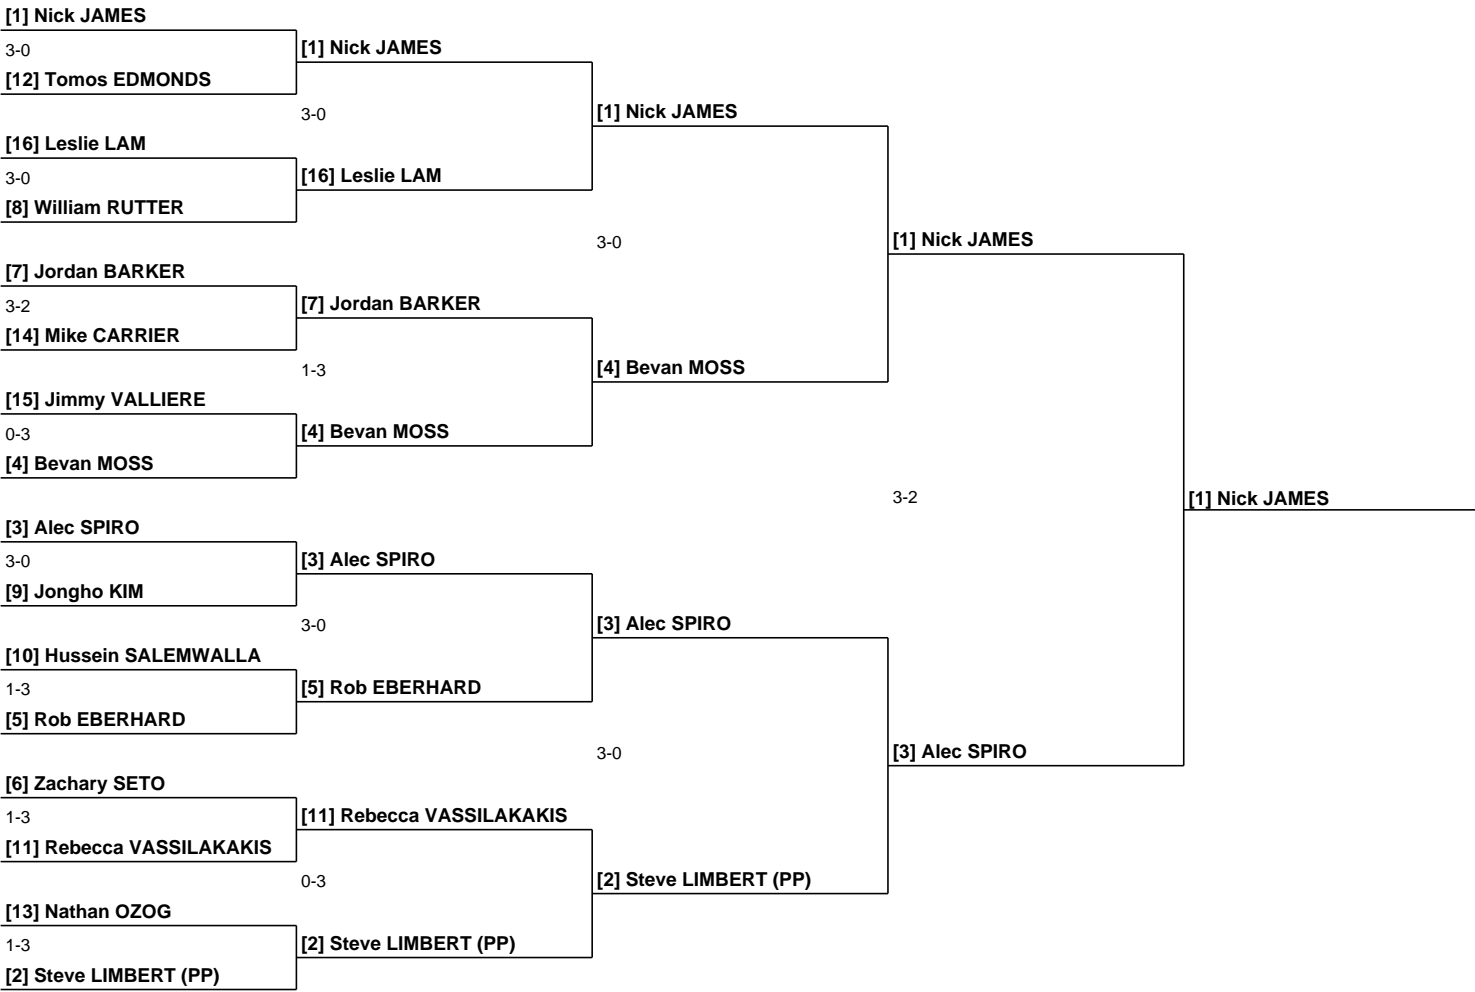 [1] Nick JAMES
3-0
[12] Tomos EDMONDS
[16] Leslie LAM
3-0
[8] William RUTTER
[7] Jordan BARKER
3-2
[14] Mike CARRIER
[15] Jimmy VALLIERE
0-3
[4] Bevan MOSS
[3] Alec SPIRO
3-0
[9] Jongho KIM
[10] Hussein SALEMWALLA
1-3
[5] Rob EBERHARD
[6] Zachary SETO
1-3
[11] Rebecca VASSILAKAKIS
[13] Nathan OZOG
1-3
[2] Steve LIMBERT (PP)
[1] Nick JAMES
3-0
[16] Leslie LAM
[7] Jordan BARKER
1-3
[4] Bevan MOSS
[3] Alec SPIRO
3-0
[5] Rob EBERHARD
[11] Rebecca VASSILAKAKIS
0-3
[2] Steve LIMBERT (PP)
[1] Nick JAMES
3-0
[4] Bevan MOSS
[3] Alec SPIRO
3-0
[2] Steve LIMBERT (PP)
[1] Nick JAMES
3-2
[3] Alec SPIRO
[1] Nick JAMES